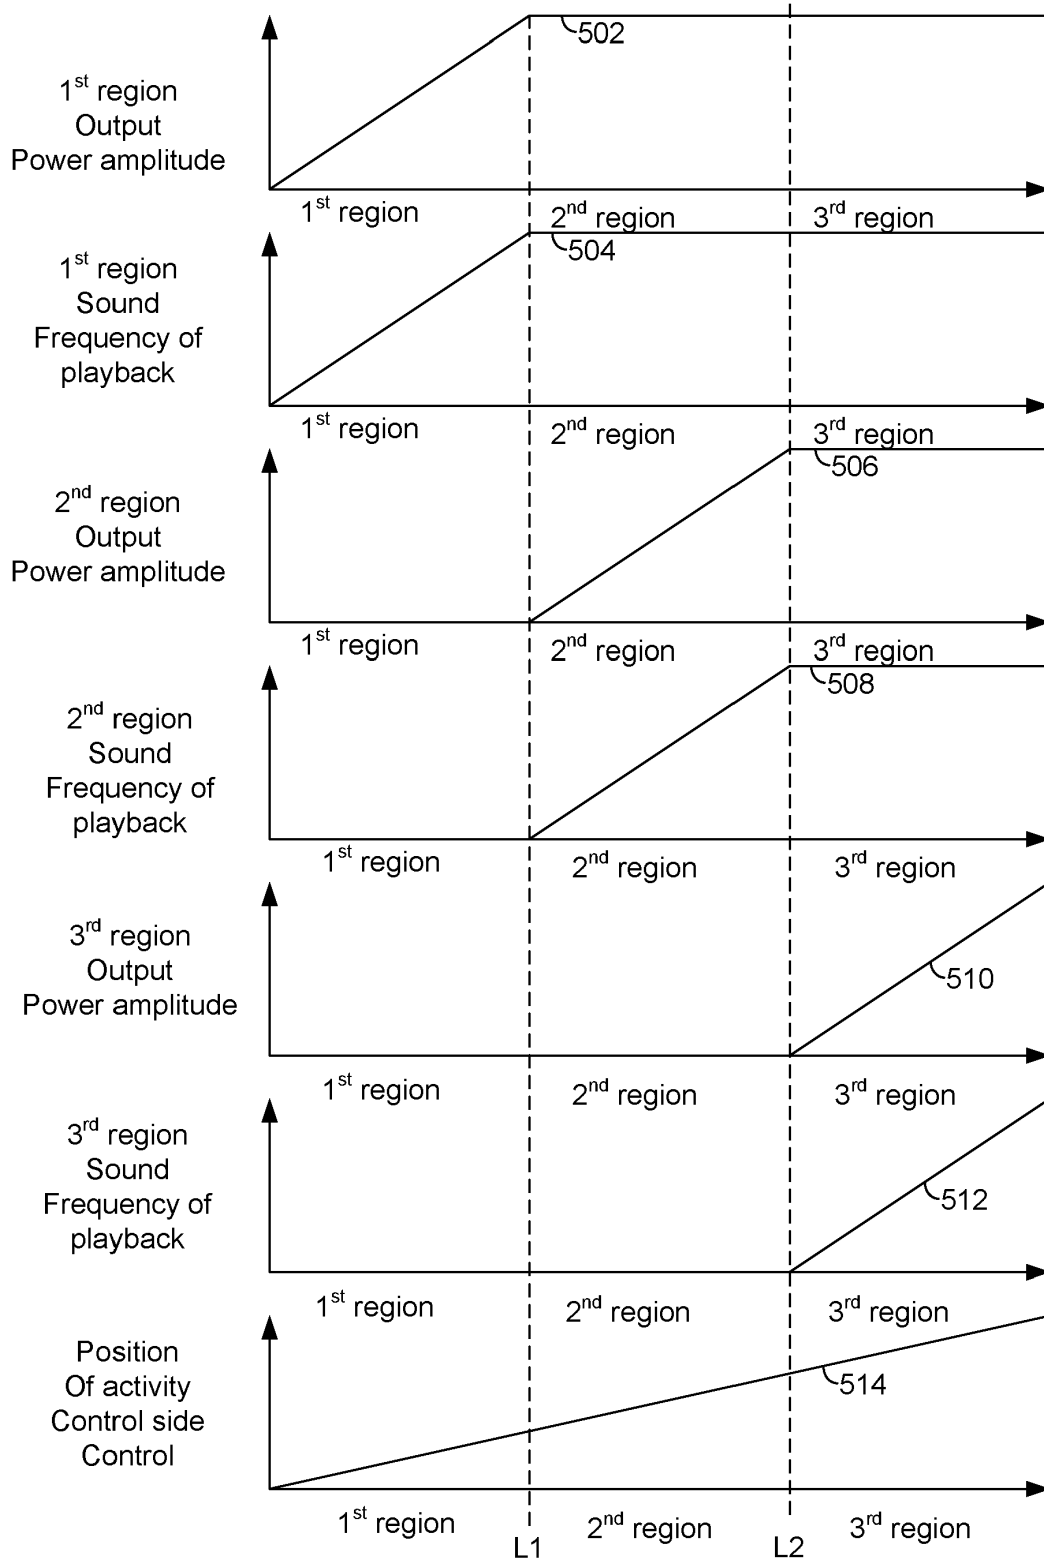 502
1st region
Output
Power amplitude
1st region
2nd region
3rd region
504
1st region
Sound
Frequency of
playback
1st region
2nd region
3rd region
506
2nd region
Output
Power amplitude
1st region
2nd region
3rd region
508
2nd region
Sound
Frequency of
playback
1st region
2nd region
3rd region
510
3rd region
Output
Power amplitude
1st region
2nd region
3rd region
512
3rd region
Sound
Frequency of
playback
1st region
2nd region
3rd region
514
Position
Of activity
Control side
Control
1st region
2nd region
3rd region
L1
L2